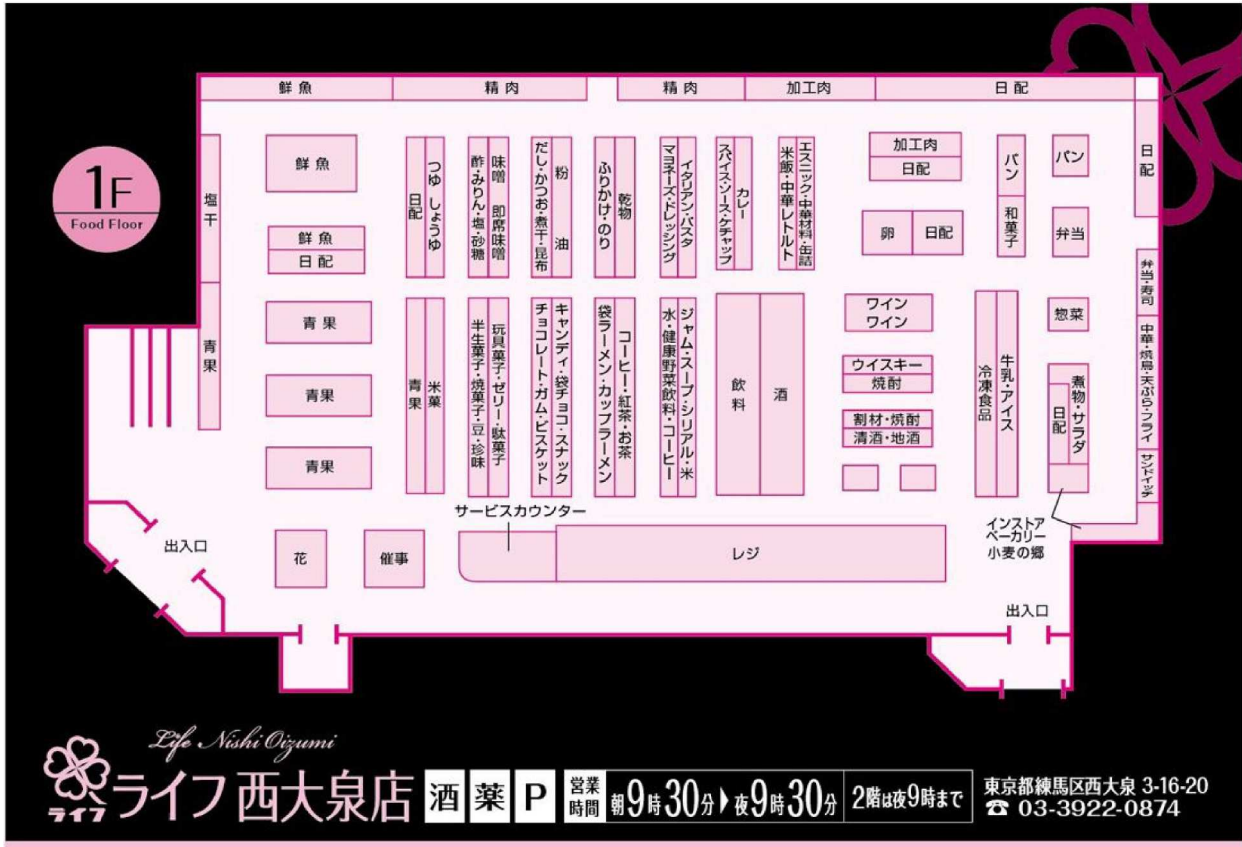 鮮魚
精肉
精肉
加工肉
日配
1F
Food Floor
塩干
青果
鮮魚
鮮魚
日配
青果
青果
青果
日配
つゆ しょうゆ
酢・みりん・塩・砂糖
味噌 即席味噌
だし・かつお・煮干・昆布
粉 油
ふりかけ・のり
乾物
マヨネーズ・ドレッシング
イタリアン・パスタ
スパイス・ソース・ケチャップ
カレー
米飯・中華レトルト
エスニック・中華材料・缶詰
加工肉
日配
卵
日配
パン
和菓子
パン
弁当
日配
青果
米菓
半生菓子・焼菓子・豆・珍味
玩具菓子・ゼリー・駄菓子
チョコレート・ガム・ビスケット
キャンディ・袋チョコ・スナック
袋ラーメン・カップラーメン
コーヒー・紅茶・お茶
水・健康野菜飲料・コーヒー
ジャム・スープ・シリアル・米
飲料
酒
ワイン
ワイン
ウイスキー
焼酎
割材・焼酎
清酒・地酒
冷凍食品
牛乳・アイス
惣菜
煮物・サラダ
日配
弁当・寿司
中華・焼鳥・天ぷら・フライ
サンドイッチ
サービスカウンター
インストア
ベーカリー
小麦の郷
出入口
花
催事
レジ
出入口
Life Nishi Oizumi
ライフ
ライフ西大泉店
酒 薬 P
営業時間
朝9時30分▶夜9時30分
2階は夜9時まで
東京都練馬区西大泉 3-16-20
☎ 03-3922-0874